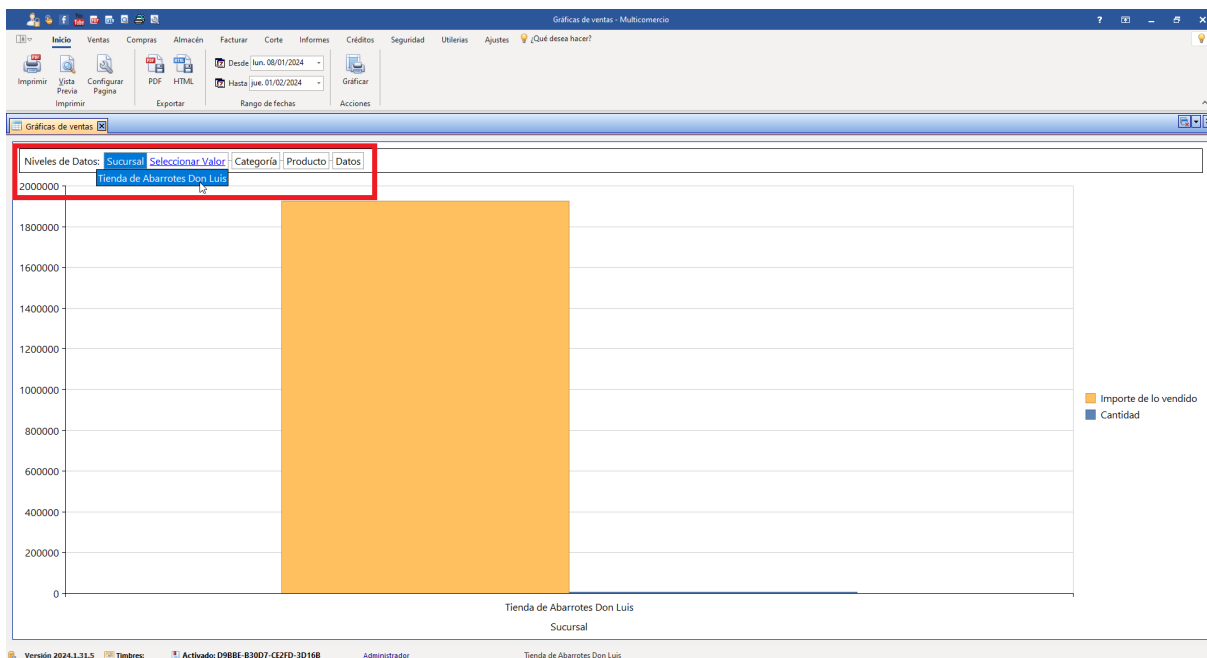 Gráficas de ventas - Multicomercio
Inicio Ventas Compras Almacén Facturar Corte Informes Créditos Seguridad Utilerias Ajustes ¿Qué desea hacer?
Imprimir Vista Previa Configurar Pagina PDF HTML Desde lun. 08/01/2024 Hasta jue. 01/02/2024 Gráficar
Imprimir Exportar Rango de fechas Acciones
Gráficas de ventas
Niveles de Datos: Sucursal Seleccionar Valor Categoría Producto Datos
Tienda de Abarrotes Don Luis
2000000
1800000
1600000
1400000
1200000
1000000
800000
600000
400000
200000
0
Importe de lo vendido
Cantidad
Tienda de Abarrotes Don Luis
Sucursal
Versión 2024.1.31.5 Timbres: Activado: D9BBE-B30D7-CE2FD-3D16B Administrador Tienda de Abarrotes Don Luis